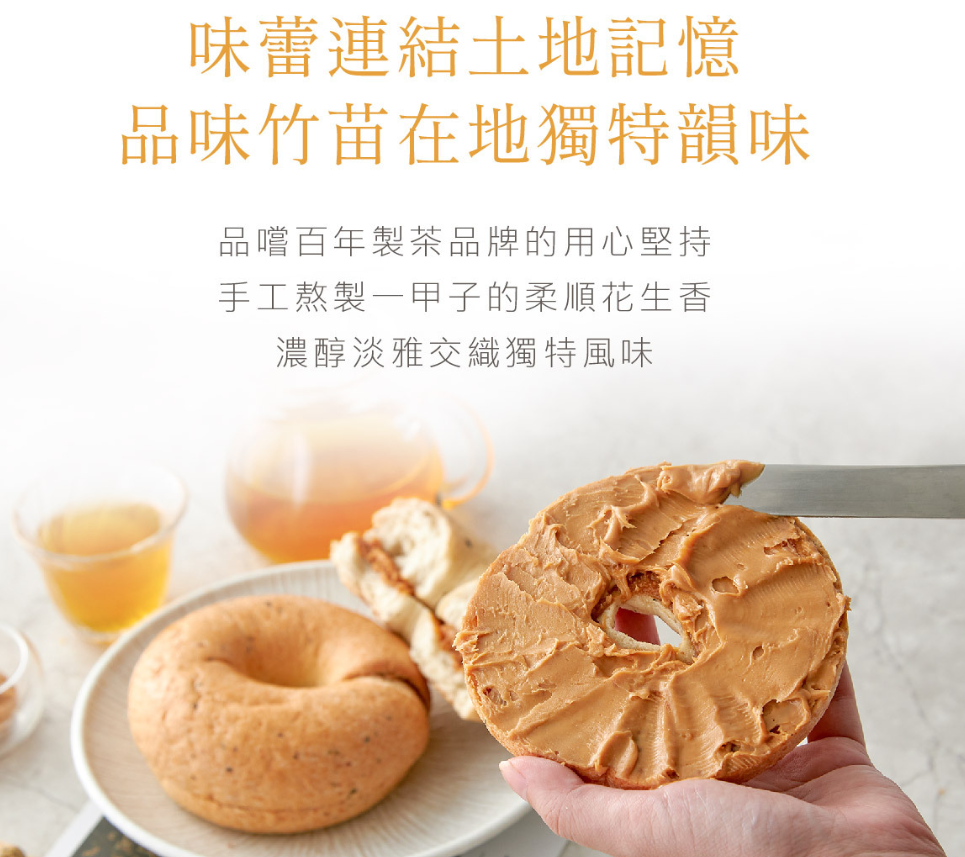 味蕾連結土地記憶
品味竹苗在地獨特韻味
品嚐百年製茶品牌的用心堅持
手工熬製一甲子的柔順花生香
濃醇淡雅交織獨特風味